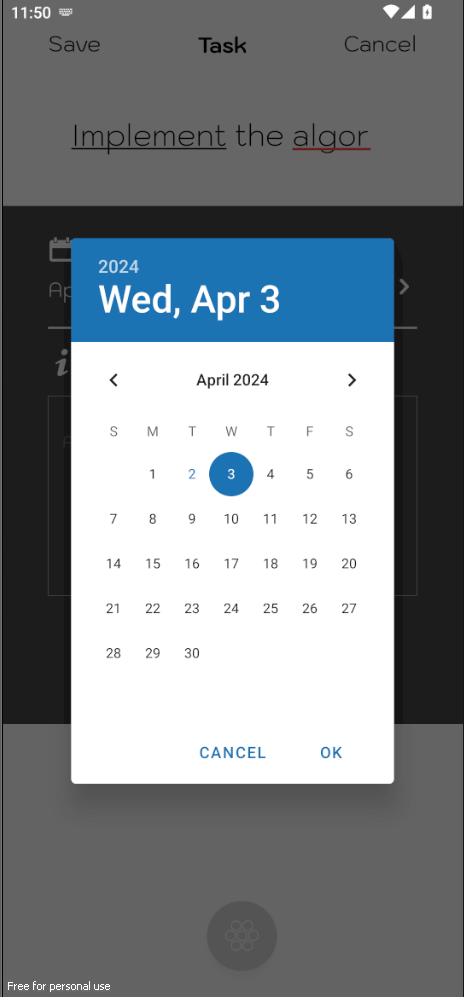 11:50
Save Task Cancel
Implement the algor
2024
Wed, Apr 3
Ap
April 2024
S M T W T F S
1 2 3 4 5 6
7 8 9 10 11 12 13
14 15 16 17 18 19 20
21 22 23 24 25 26 27
28 29 30
CANCEL OK
Free for personal use